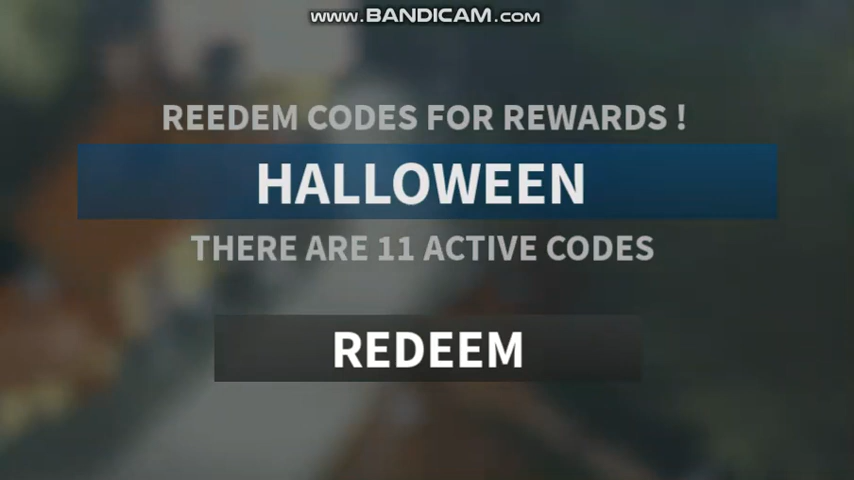 www.BANDICAM.com
REEDEM CODES FOR REWARDS !
HALLOWEEN
THERE ARE 11 ACTIVE CODES
REDEEM